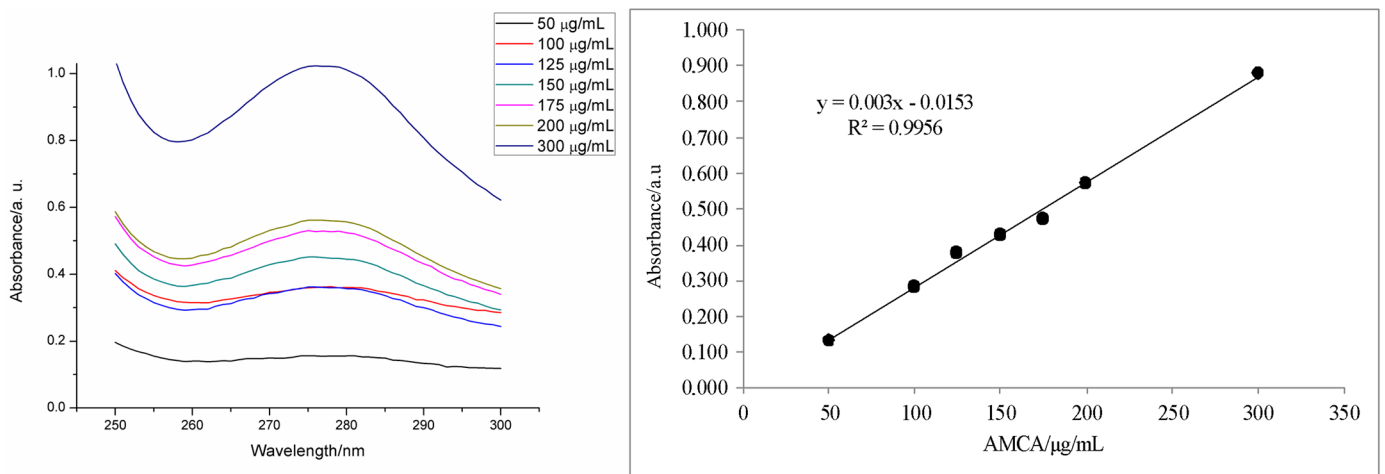 50 μg/mL
100 μg/mL
125 μg/mL
150 μg/mL
175 μg/mL
200 μg/mL
300 μg/mL
1.0
0.8
0.6
0.4
0.2
0.0
Absorbance/a. u.
250 260 270 280 290 300
Wavelength/nm
1.000
0.900
0.800
0.700
0.600
0.500
0.400
0.300
0.200
0.100
0.000
Absorbance/a.u
y = 0.003x - 0.0153
R² = 0.9956
0 50 100 150 200 250 300 350
AMCA/μg/mL